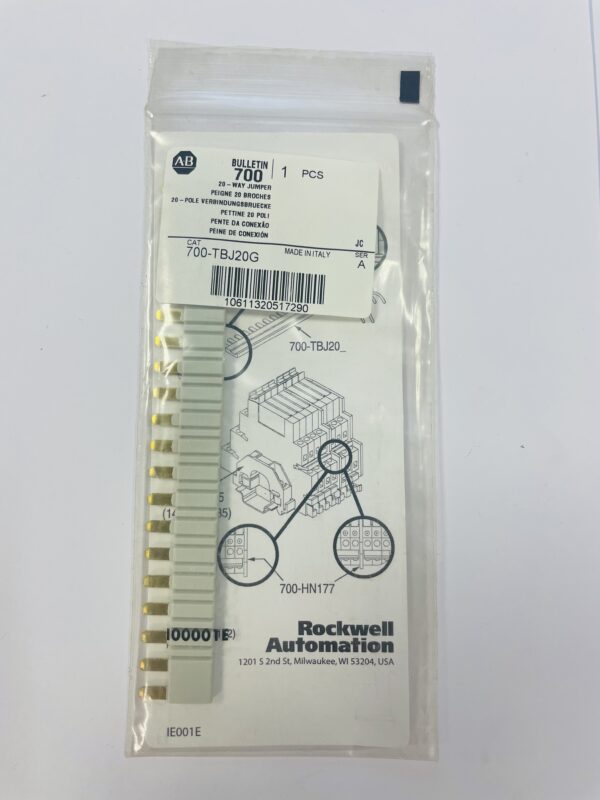 AB
BULLETIN
700
1 PCS
20-WAY JUMPER
PEIGNE 20 BROCHES
20-POLE VERBINDUNGSBRUECKE
PETTINE 20 POLI
PENTE DA CONEXÃO
PEINE DE CONEXIÓN
JC
CAT
MADE IN ITALY
SER
700-TBJ20G
A
10611320517290
700-TBJ20_
700-HN177
I00001E
Rockwell
Automation
1201 S 2nd St, Milwaukee, WI 53204, USA
IE001E